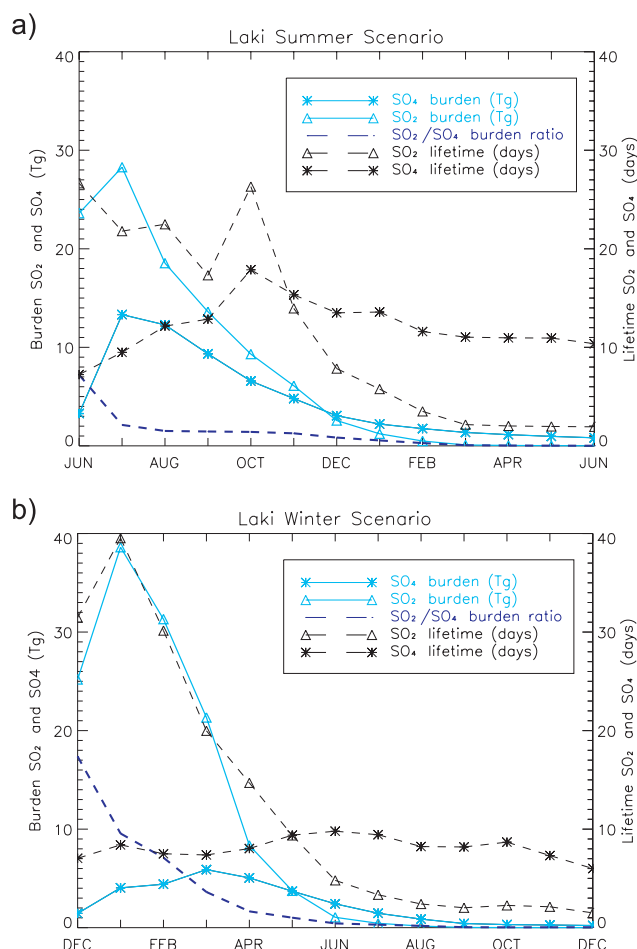 a)
Laki Summer Scenario
40 40
SO₄ burden (Tg)
SO₂ burden (Tg)
SO₂/SO₄ burden ratio
SO₂ lifetime (days)
SO₄ lifetime (days)
30 30
20 20
10 10
0 0
Burden SO₂ and SO₄ (Tg)
Lifetime SO₂ and SO₄ (days)
JUN AUG OCT DEC FEB APR JUN
b)
Laki Winter Scenario
40 40
SO₄ burden (Tg)
SO₂ burden (Tg)
SO₂/SO₄ burden ratio
SO₂ lifetime (days)
SO₄ lifetime (days)
30 30
20 20
10 10
0 0
Burden SO₂ and SO4 (Tg)
Lifetime SO₂ and SO₄ (days)
DEC FEB APR JUN AUG OCT DEC